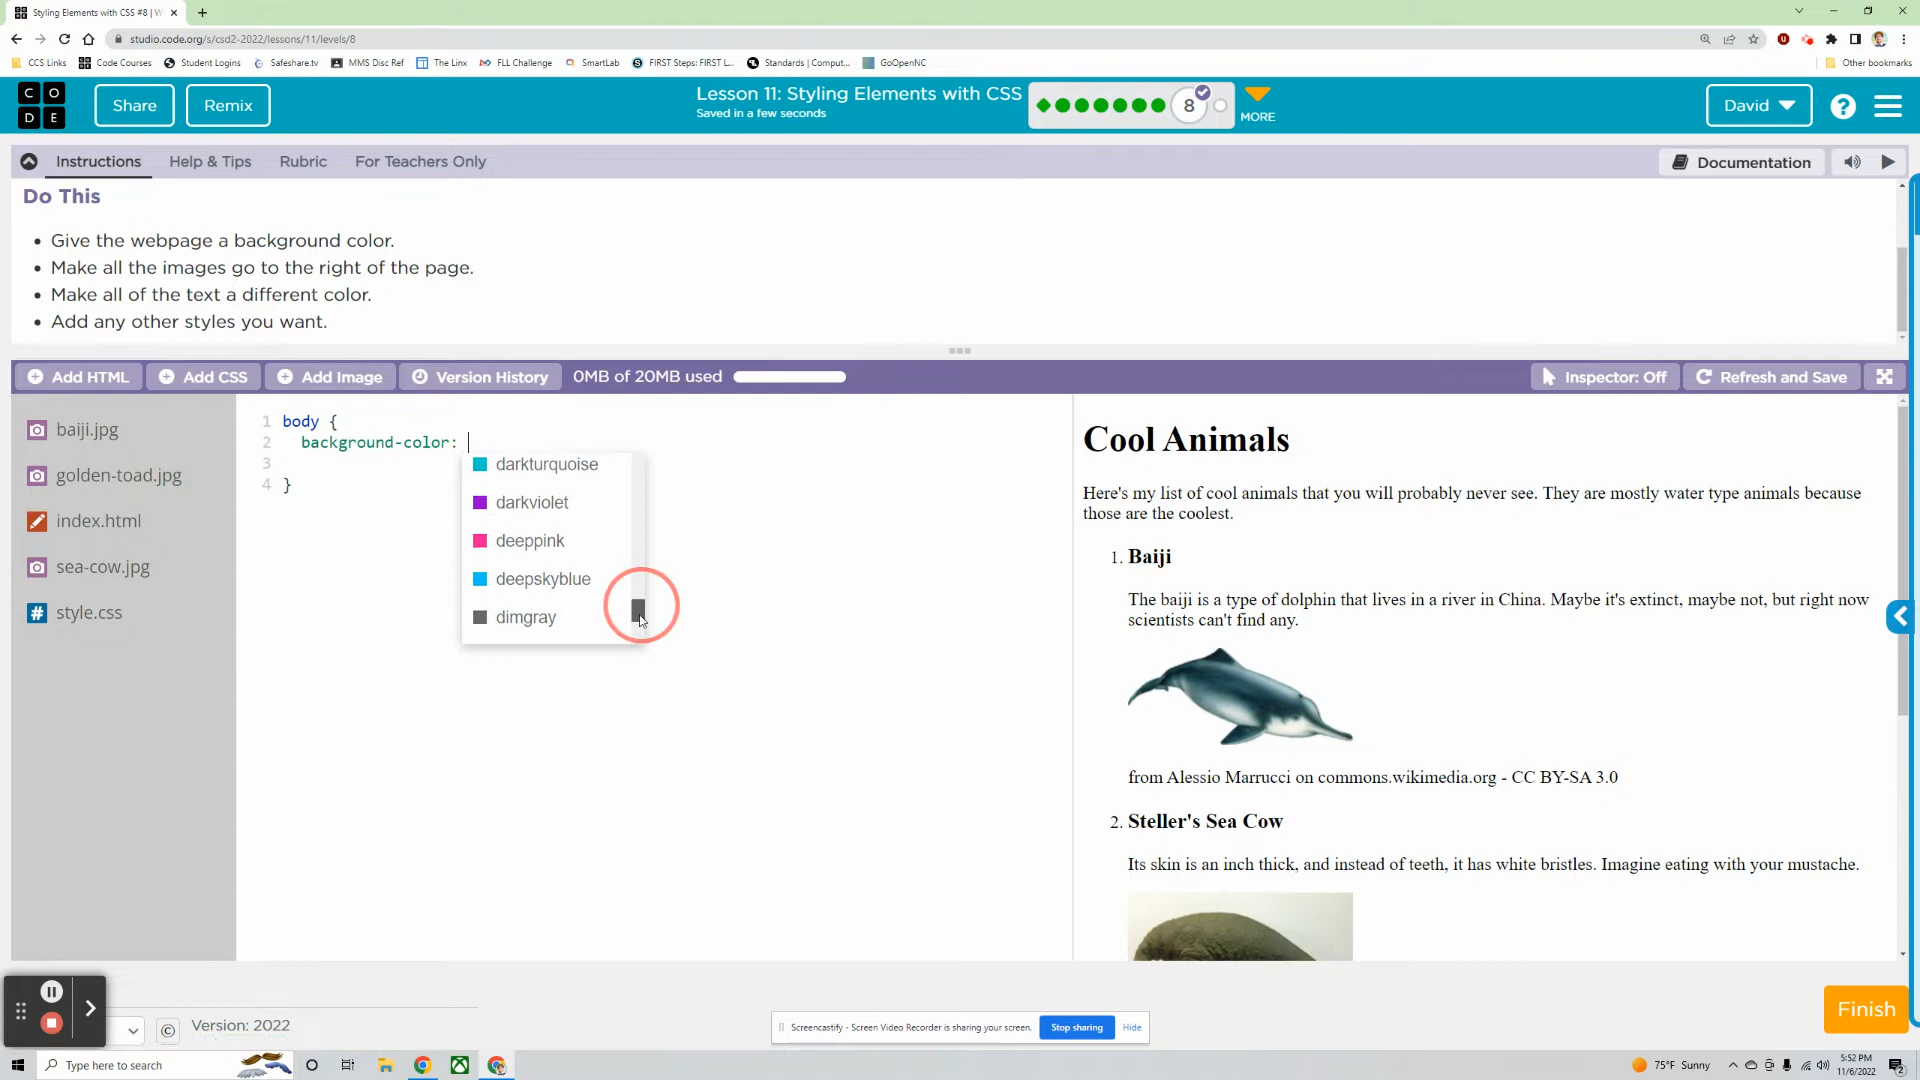 Styling Elements with CSS #8 | W
studio.code.org/s/csd2-2022/lessons/11/levels/8
CCS Links
Code Courses
Student Logins
Safeshare.tv
MMS Disc Ref
The Linx
FLL Challenge
SmartLab
FIRST Steps: FIRST L...
Standards | Comput...
GoOpenNC
Other bookmarks
C O
D E
Share
Remix
Lesson 11: Styling Elements with CSS
Saved in a few seconds
8
MORE
David
Instructions
Help & Tips
Rubric
For Teachers Only
Documentation
Do This
• Give the webpage a background color.
• Make all the images go to the right of the page.
• Make all of the text a different color.
• Add any other styles you want.
Add HTML
Add CSS
Add Image
Version History
0MB of 20MB used
Inspector: Off
Refresh and Save
baiji.jpg
golden-toad.jpg
index.html
sea-cow.jpg
style.css
1 body {
2 background-color:
3
4 }
darkturquoise
darkviolet
deeppink
deepskyblue
dimgray
Cool Animals
Here's my list of cool animals that you will probably never see. They are mostly water type animals because
those are the coolest.
1. Baiji
The baiji is a type of dolphin that lives in a river in China. Maybe it's extinct, maybe not, but right now
scientists can't find any.
from Alessio Marrucci on commons.wikimedia.org - CC BY-SA 3.0
2. Steller's Sea Cow
Its skin is an inch thick, and instead of teeth, it has white bristles. Imagine eating with your mustache.
Finish
Version: 2022
Screencastify - Screen Video Recorder is sharing your screen.
Stop sharing
Hide
Type here to search
75°F Sunny
5:52 PM
11/6/2022